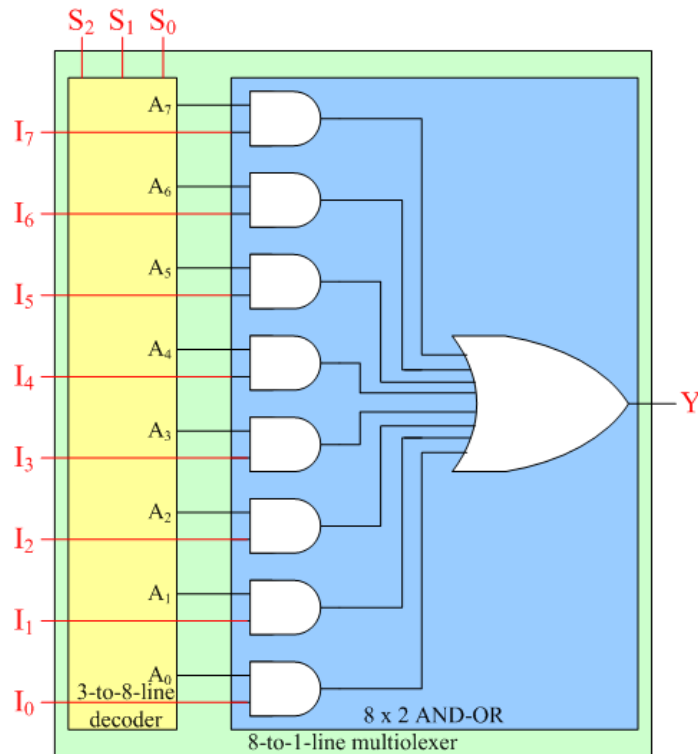 S₂ S₁ S₀
A₇
I₇
A₆
I₆
A₅
I₅
A₄
I₄
Y
A₃
I₃
A₂
I₂
A₁
I₁
A₀
I₀
3-to-8-line
decoder
8 x 2 AND-OR
8-to-1-line multiolexer